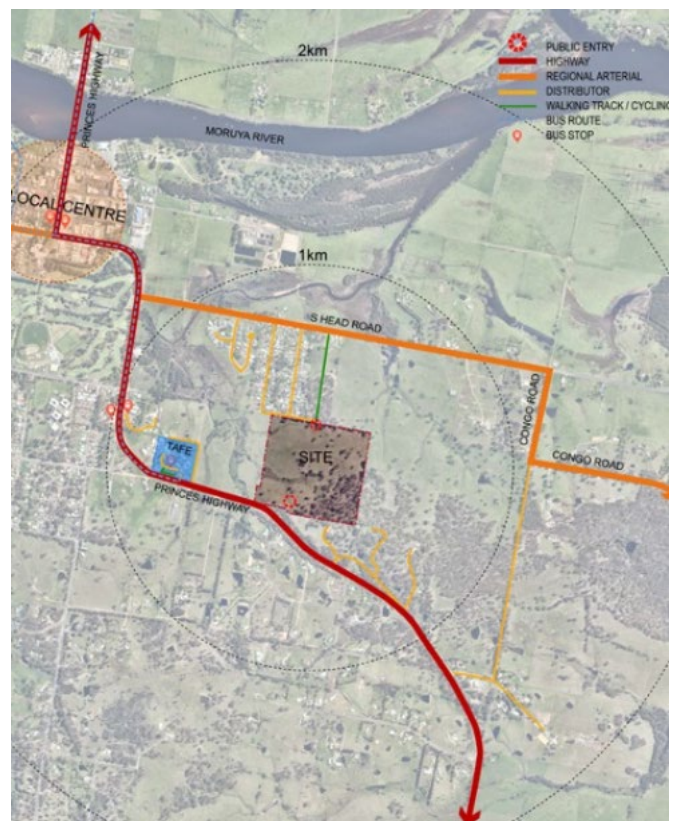 2km
PUBLIC ENTRY
HIGHWAY
REGIONAL ARTERIAL
DISTRIBUTOR
WALKING TRACK / CYCLING
BUS ROUTE
BUS STOP
PRINCES HIGHWAY
MORUYA RIVER
LOCAL CENTRE
1km
S HEAD ROAD
CONGO ROAD
CONGO ROAD
TAFE
SITE
PRINCES HIGHWAY